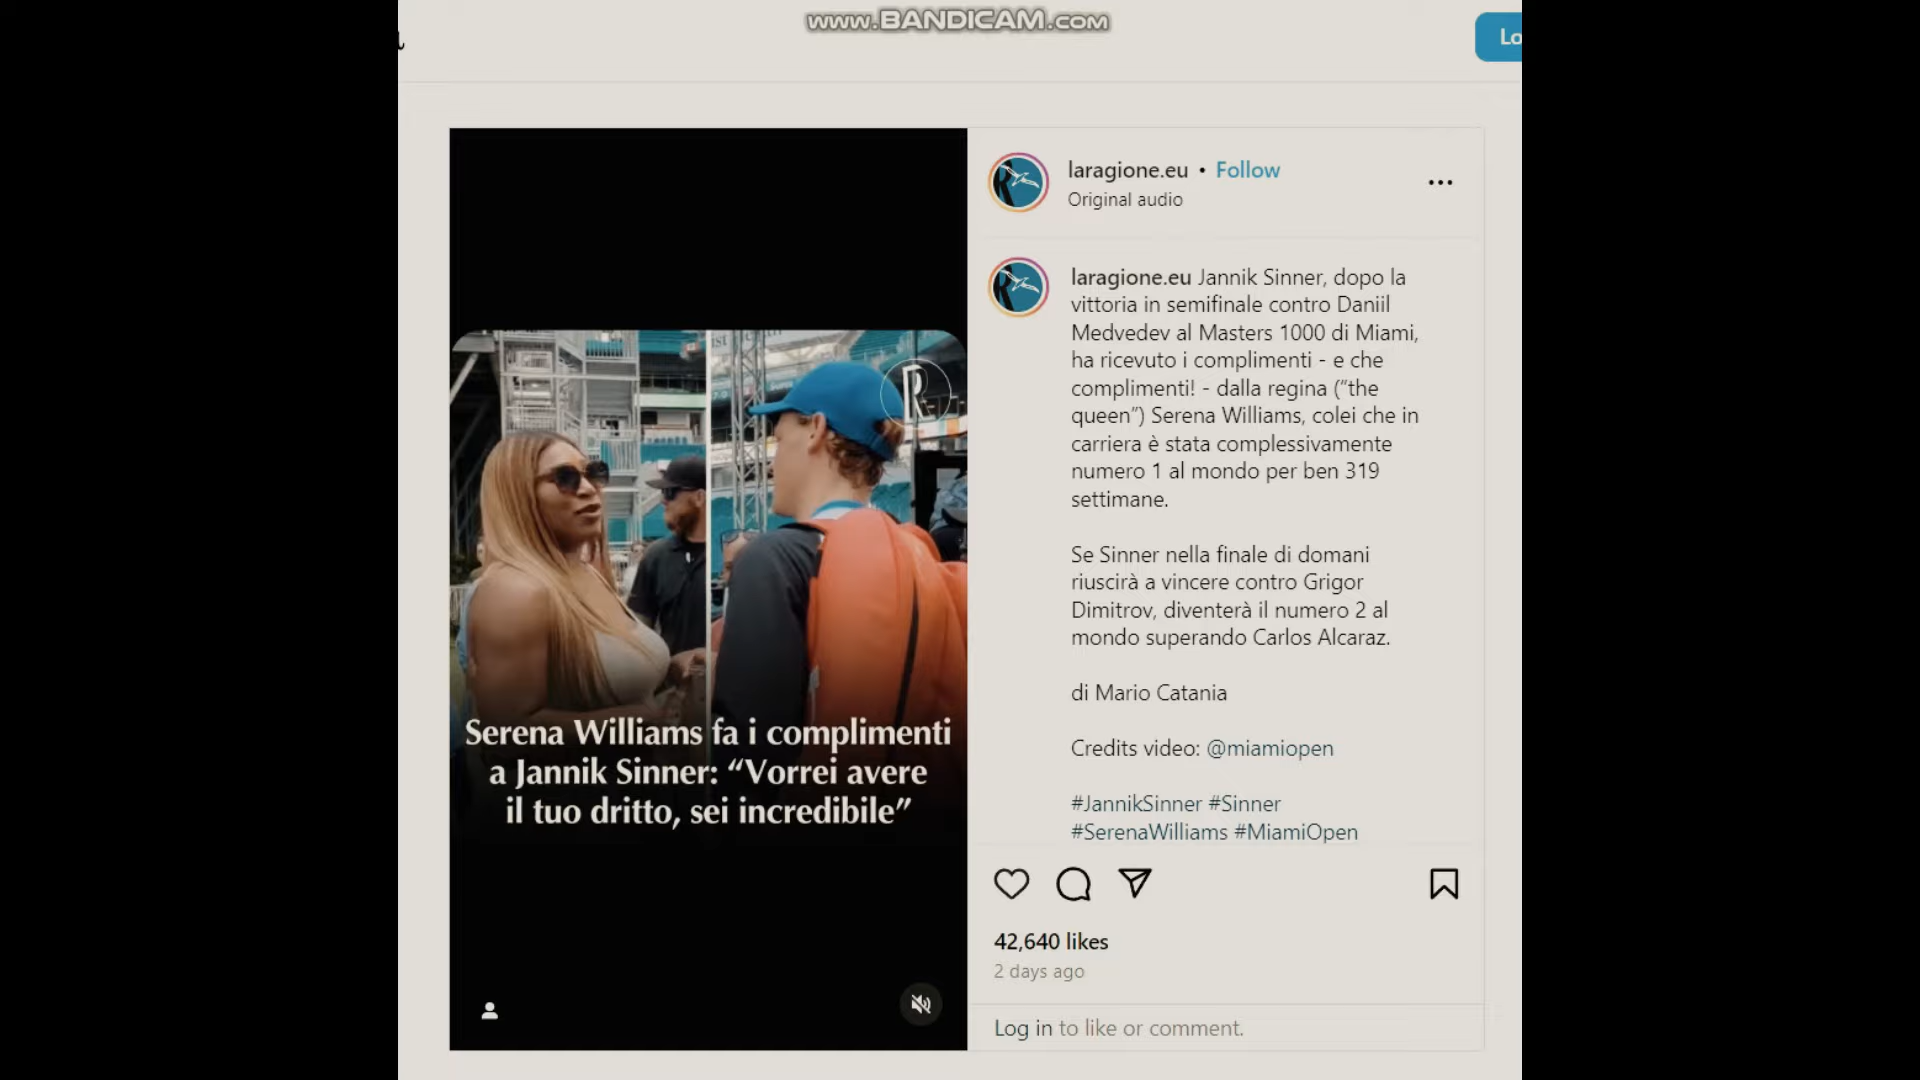 www.BANDICAM.com
Lo
laragione.eu • Follow
Original audio
laragione.eu Jannik Sinner, dopo la
vittoria in semifinale contro Daniil
Medvedev al Masters 1000 di Miami,
ha ricevuto i complimenti - e che
complimenti! - dalla regina (“the
queen”) Serena Williams, colei che in
carriera è stata complessivamente
numero 1 al mondo per ben 319
settimane.
Se Sinner nella finale di domani
riuscirà a vincere contro Grigor
Dimitrov, diventerà il numero 2 al
mondo superando Carlos Alcaraz.
di Mario Catania
Credits video: @miamiopen
#JannikSinner #Sinner
#SerenaWilliams #MiamiOpen
R
Serena Williams fa i complimenti
a Jannik Sinner: “Vorrei avere
il tuo dritto, sei incredibile”
42,640 likes
2 days ago
Log in to like or comment.